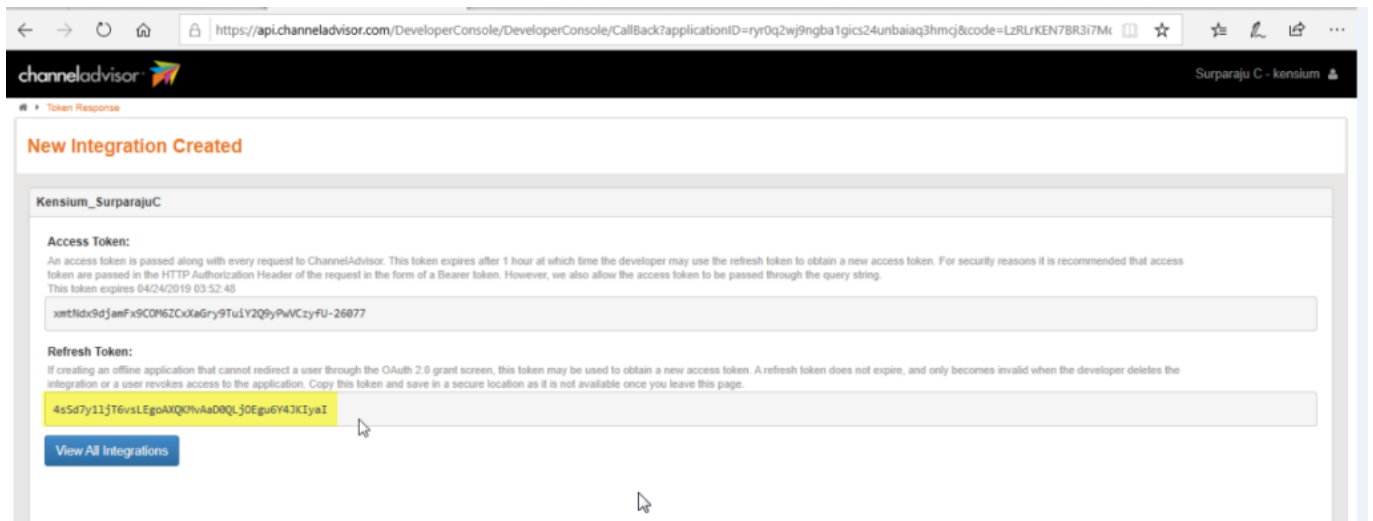 https://api.channeladvisor.com/DeveloperConsole/DeveloperConsole/CallBack?applicationID=ryr0q2wj9ngba1gics24unbaiaq3hmcj&code=LzRLrKEN7BR3i7Mc
channeladvisor
Surparaju C - kensium
Token Response
New Integration Created
Kensium_SurparajuC
Access Token:
An access token is passed along with every request to ChannelAdvisor. This token expires after 1 hour at which time the developer may use the refresh token to obtain a new access token. For security reasons it is recommended that access
token are passed in the HTTP Authorization Header of the request in the form of a Bearer token. However, we also allow the access token to be passed through the query string.
This token expires 04/24/2019 03:52:48
xmtNdx9djamFx9COM6ZCxXaGry9TuiY2Q9yPwVCzyfU-26077
Refresh Token:
If creating an offline application that cannot redirect a user through the OAuth 2.0 grant screen, this token may be used to obtain a new access token. A refresh token does not expire, and only becomes invalid when the developer deletes the
integration or a user revokes access to the application. Copy this token and save in a secure location as it is not available once you leave this page.
4sSd7y11jT6vsLEgoAXQKMvAaD0QLjOEgu6Y4JKIyaI
View All Integrations